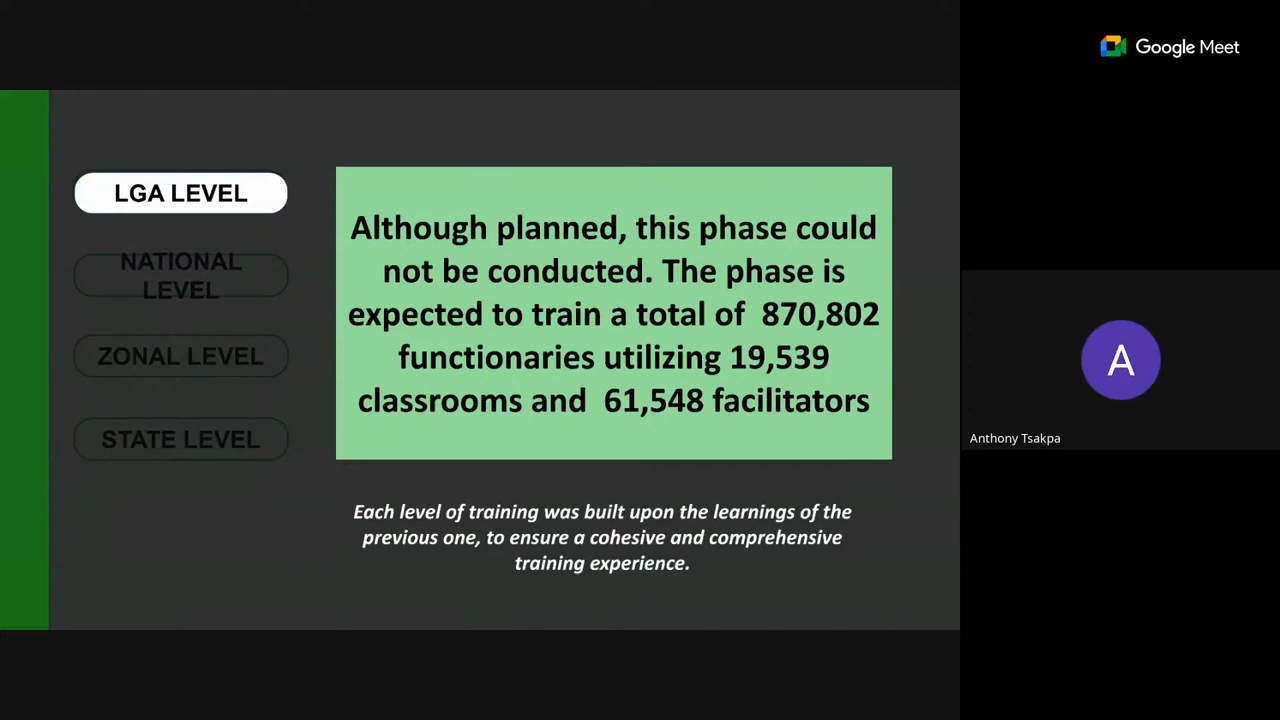 Google Meet
LGA LEVEL
NATIONAL
LEVEL
ZONAL LEVEL
STATE LEVEL
Although planned, this phase could
not be conducted. The phase is
expected to train a total of 870,802
functionaries utilizing 19,539
classrooms and 61,548 facilitators
Each level of training was built upon the learnings of the
previous one, to ensure a cohesive and comprehensive
training experience.
A
Anthony Tsakpa